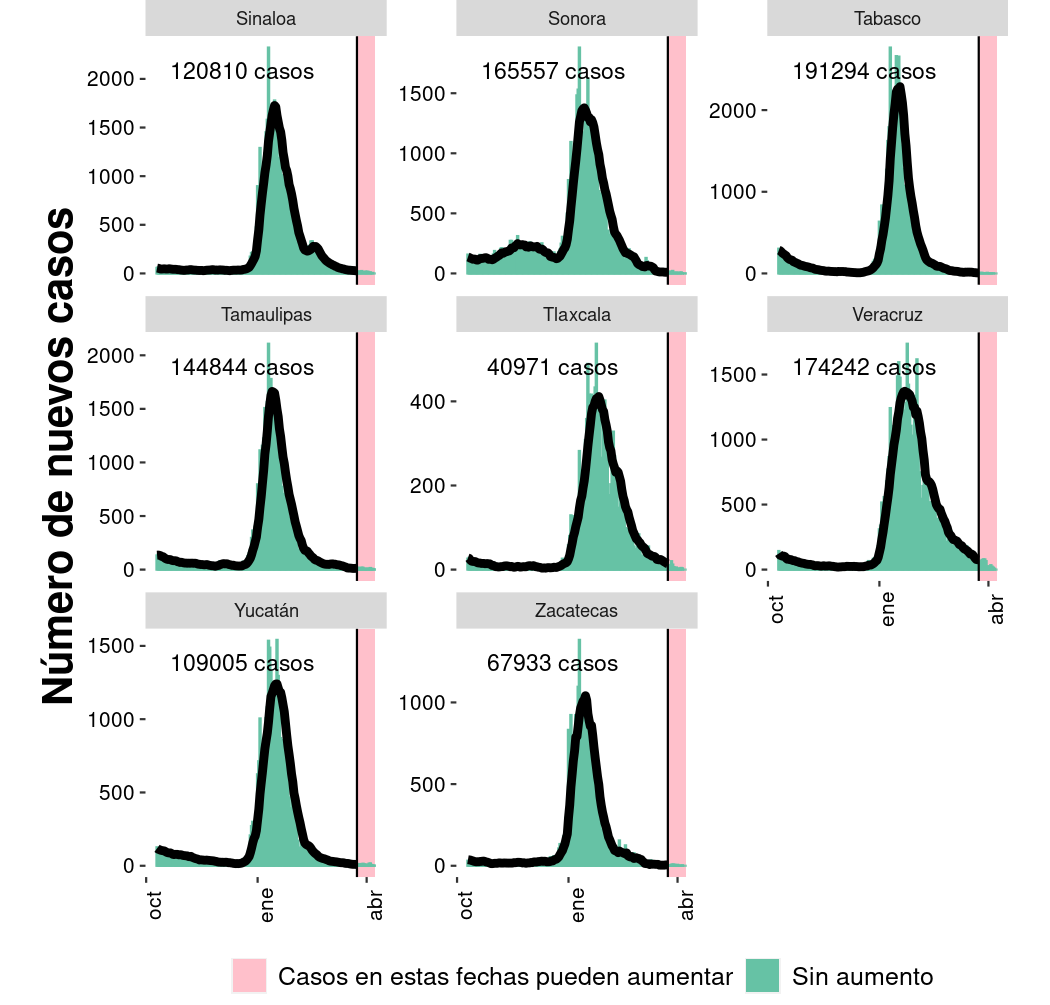 Número de nuevos casos
Sinaloa
120810 casos
2000
1500
1000
500
0
Sonora
165557 casos
1500
1000
500
0
Tabasco
191294 casos
2000
1000
0
Tamaulipas
144844 casos
2000
1500
1000
500
0
Tlaxcala
40971 casos
400
200
0
Veracruz
174242 casos
1500
1000
500
0
oct
ene
abr
Yucatán
109005 casos
1500
1000
500
0
oct
ene
abr
Zacatecas
67933 casos
1000
500
0
oct
ene
abr
Casos en estas fechas pueden aumentar
Sin aumento